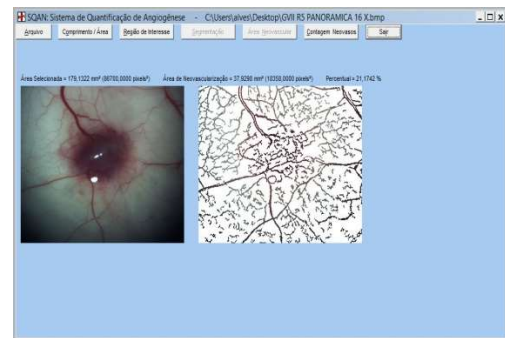 SQAN: Sistema de Quantificação de Angiogênese - C:\Users\alves\Desktop\GVII R5 PANORAMICA 16 X.bmp
Arquivo Comprimento / Área Região de Interesse Segmentação Área Neovascular Contagem Neovasos Sair
Área Selecionada = 179,1322 mm² (86700,0000 pixels²) Área de Neovascularização = 37,9298 mm² (18358,0000 pixels²) Percentual = 21,1742 %